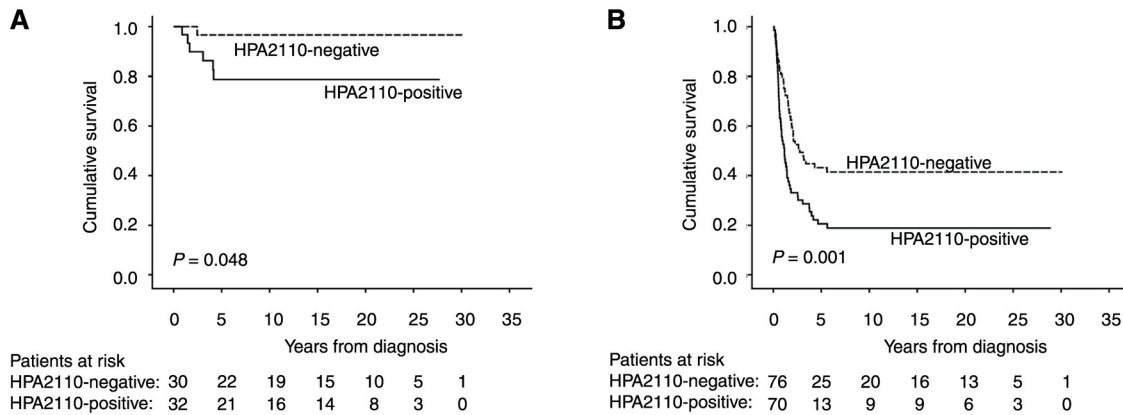 A
1.0
0.8
0.6
0.4
0.2
0.0
Cumulative survival
HPA2110-negative
HPA2110-positive
P = 0.048
0 5 10 15 20 25 30 35
Years from diagnosis
Patients at risk
HPA2110-negative: 30 22 19 15 10 5 1
HPA2110-positive: 32 21 16 14 8 3 0
B
1.0
0.8
0.6
0.4
0.2
0.0
Cumulative survival
HPA2110-negative
HPA2110-positive
P = 0.001
0 5 10 15 20 25 30 35
Years from diagnosis
Patients at risk
HPA2110-negative: 76 25 20 16 13 5 1
HPA2110-positive: 70 13 9 9 6 3 0